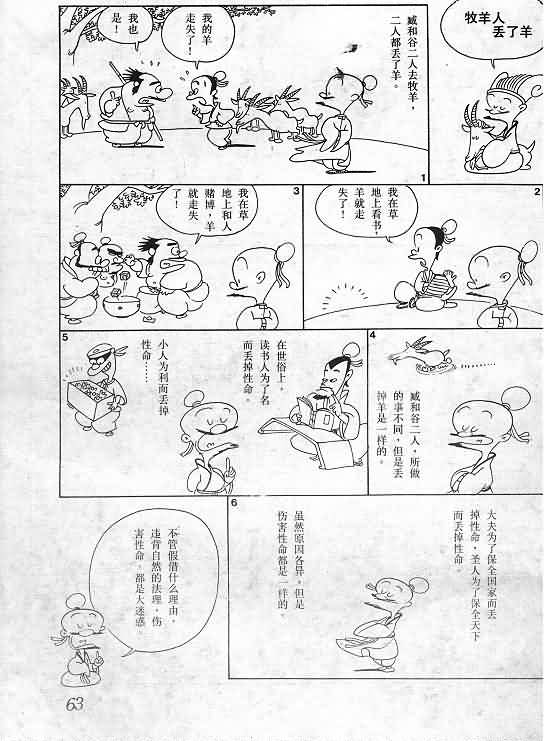 牧羊人
丢了羊
臧和谷二人去牧羊，
二人都丢了羊。
1
我的羊
走失了！
我也
是！
2
我在草
地上看书，
羊就走
失了！
3
我在草
地上和人
赌博，羊
就走失
了！
4
臧和谷二人，所做
的事不同，但是丢
掉羊是一样的。
5
在世俗上，
读书人为了名
而丢掉性命。
小人为利而丢掉
性命……
6
大夫为了保全国家而丢
掉性命，圣人为了保全天下
而丢掉性命。
虽然原因各异，但是
伤害性命都是一样的。
不管假借什么理由，
违背自然的法理，伤
害性命。都是大迷惑。
63